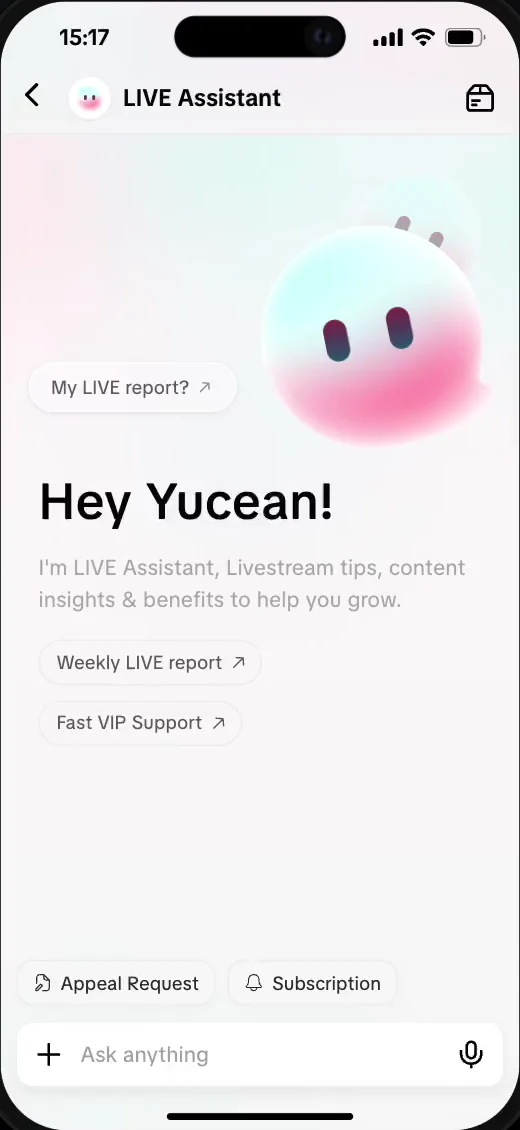 15:17
LIVE Assistant
My LIVE report?
Hey Yucean!
I'm LIVE Assistant, Livestream tips, content
insights & benefits to help you grow.
Weekly LIVE report
Fast VIP Support
Appeal Request
Subscription
Ask anything